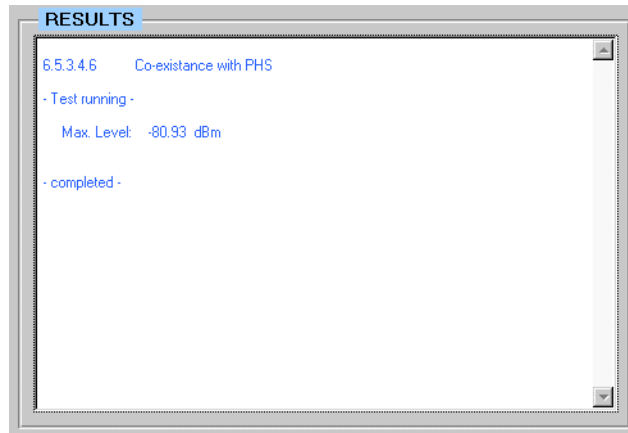 RESULTS
6.5.3.4.6 Co-existance with PHS
- Test running -
Max. Level: -80.93 dBm
- completed -